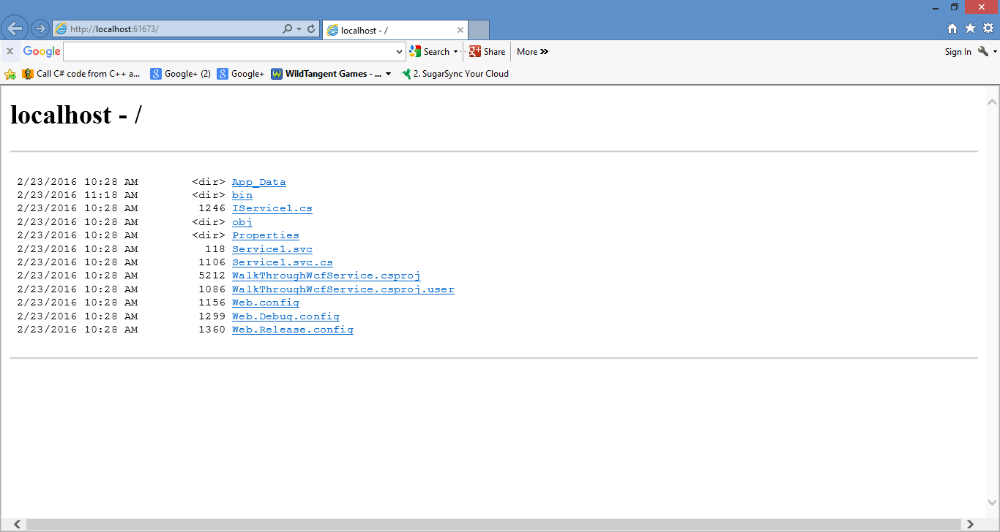 http://localhost:61673/
localhost - /
Google
Search
Share
More
Sign In
Call C# code from C++ a...
Google+ (2)
Google+
WildTangent Games - ...
2. SugarSync Your Cloud
localhost - /
2/23/2016 10:28 AM <dir> App_Data
2/23/2016 11:18 AM <dir> bin
2/23/2016 10:28 AM 1246 IService1.cs
2/23/2016 10:28 AM <dir> obj
2/23/2016 10:28 AM <dir> Properties
2/23/2016 10:28 AM 118 Service1.svc
2/23/2016 10:28 AM 1106 Service1.svc.cs
2/23/2016 10:28 AM 5212 WalkThroughWcfService.csproj
2/23/2016 10:28 AM 1086 WalkThroughWcfService.csproj.user
2/23/2016 10:28 AM 1156 Web.config
2/23/2016 10:28 AM 1299 Web.Debug.config
2/23/2016 10:28 AM 1360 Web.Release.config